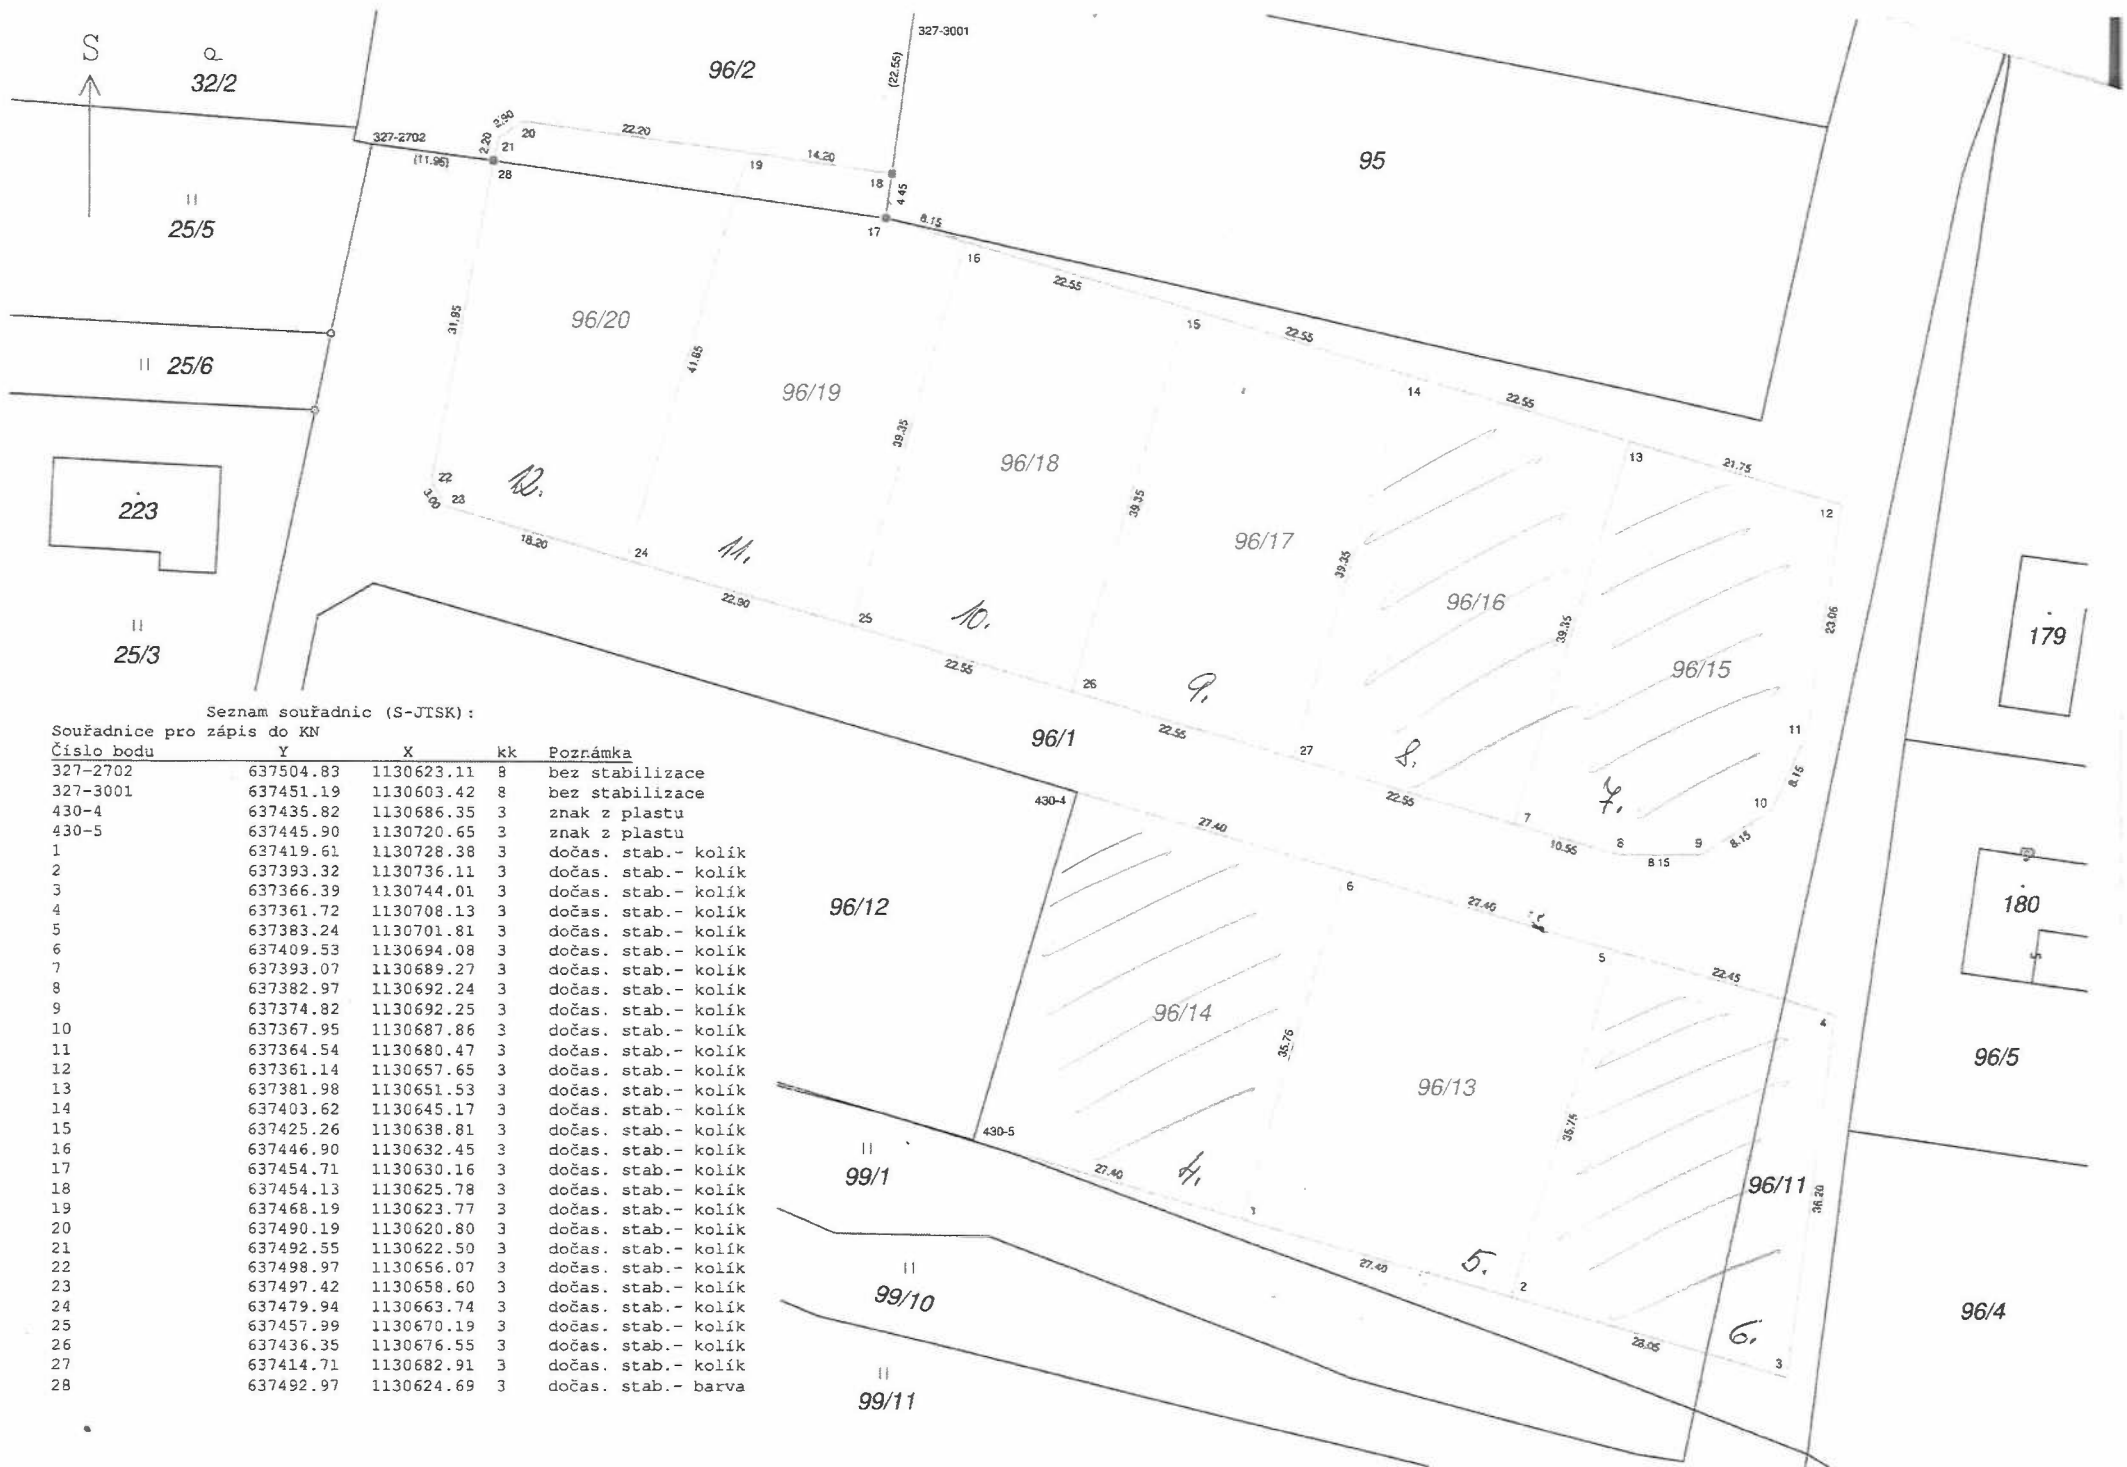 S
32/2
96/2
327-3001
(22.55)
95
327-2702
(11.95)
2.20
2.90
20
21
28
22.20
19
14.20
18
4.45
17
8.15
16
22.55
15
22.55
14
22.55
13
21.75
12
25/5
25/6
223
25/3
31.95
96/20
41.85
96/19
39.35
96/18
39.35
96/17
39.35
96/16
39.35
96/15
23.05
22
3.00
23
12.
18.20
24
11.
22.90
25
10.
22.55
26
9.
22.55
27
8.
22.55
7
7.
10.55
8
8.15
9
8.15
10
8.15
11
179
180
96/1
430-4
27.40
6
27.40
5
22.45
4
96/12
96/14
35.75
96/13
35.75
96/11
36.20
96/5
96/4
430-5
27.40
4.
1
27.40
5.
2
28.05
6.
3
99/1
99/10
99/11
Seznam souřadnic (S-JTSK):
Souřadnice pro zápis do KN
Číslo bodu Y X kk Poznámka
327-2702 637504.83 1130623.11 8 bez stabilizace
327-3001 637451.19 1130603.42 8 bez stabilizace
430-4 637435.82 1130686.35 3 znak z plastu
430-5 637445.90 1130720.65 3 znak z plastu
1 637419.61 1130728.38 3 dočas. stab.- kolík
2 637393.32 1130736.11 3 dočas. stab.- kolík
3 637366.39 1130744.01 3 dočas. stab.- kolík
4 637361.72 1130708.13 3 dočas. stab.- kolík
5 637383.24 1130701.81 3 dočas. stab.- kolík
6 637409.53 1130694.08 3 dočas. stab.- kolík
7 637393.07 1130689.27 3 dočas. stab.- kolík
8 637382.97 1130692.24 3 dočas. stab.- kolík
9 637374.82 1130692.25 3 dočas. stab.- kolík
10 637367.95 1130687.86 3 dočas. stab.- kolík
11 637364.54 1130680.47 3 dočas. stab.- kolík
12 637361.14 1130657.65 3 dočas. stab.- kolík
13 637381.98 1130651.53 3 dočas. stab.- kolík
14 637403.62 1130645.17 3 dočas. stab.- kolík
15 637425.26 1130638.81 3 dočas. stab.- kolík
16 637446.90 1130632.45 3 dočas. stab.- kolík
17 637454.71 1130630.16 3 dočas. stab.- kolík
18 637454.13 1130625.78 3 dočas. stab.- kolík
19 637468.19 1130623.77 3 dočas. stab.- kolík
20 637490.19 1130620.80 3 dočas. stab.- kolík
21 637492.55 1130622.50 3 dočas. stab.- kolík
22 637498.97 1130656.07 3 dočas. stab.- kolík
23 637497.42 1130658.60 3 dočas. stab.- kolík
24 637479.94 1130663.74 3 dočas. stab.- kolík
25 637457.99 1130670.19 3 dočas. stab.- kolík
26 637436.35 1130676.55 3 dočas. stab.- kolík
27 637414.71 1130682.91 3 dočas. stab.- kolík
28 637492.97 1130624.69 3 dočas. stab.- barva